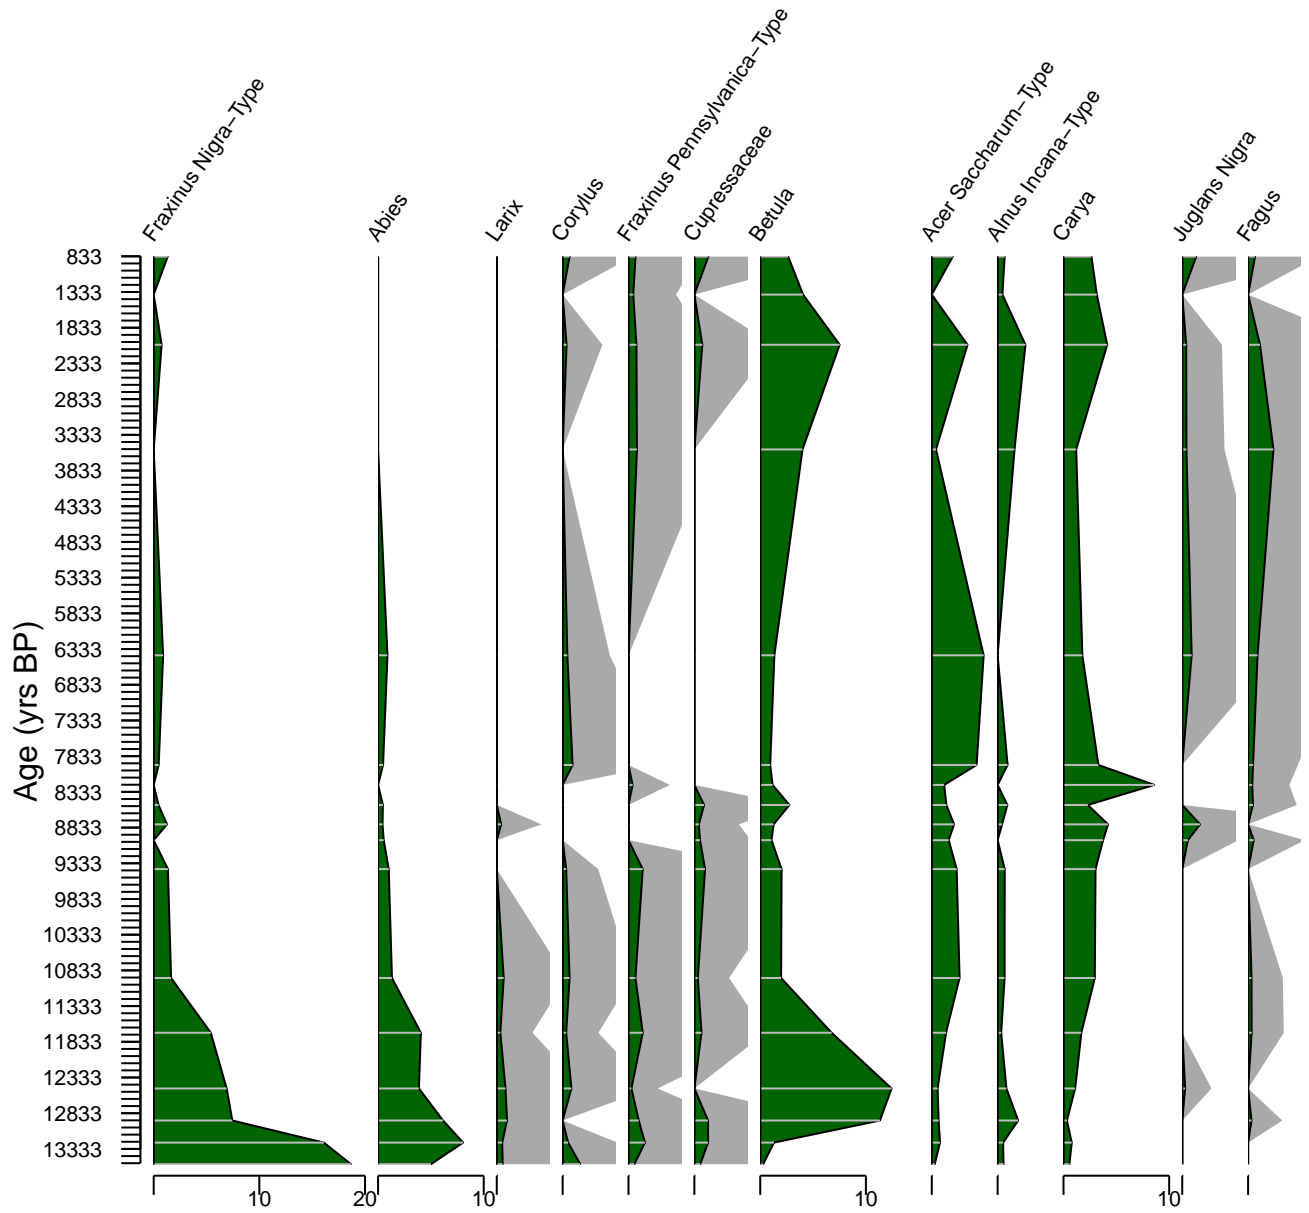 Fraxinus Nigra−Type
Abies
Larix
Corylus
Fraxinus Pennsylvanica−Type
Cupressaceae
Betula
Acer Saccharum−Type
Alnus Incana−Type
Carya
Juglans Nigra
Fagus
Age (yrs BP)
833
1333
1833
2333
2833
3333
3833
4333
4833
5333
5833
6333
6833
7333
7833
8333
8833
9333
9833
10333
10833
11333
11833
12333
12833
13333
10 20 10 10 10